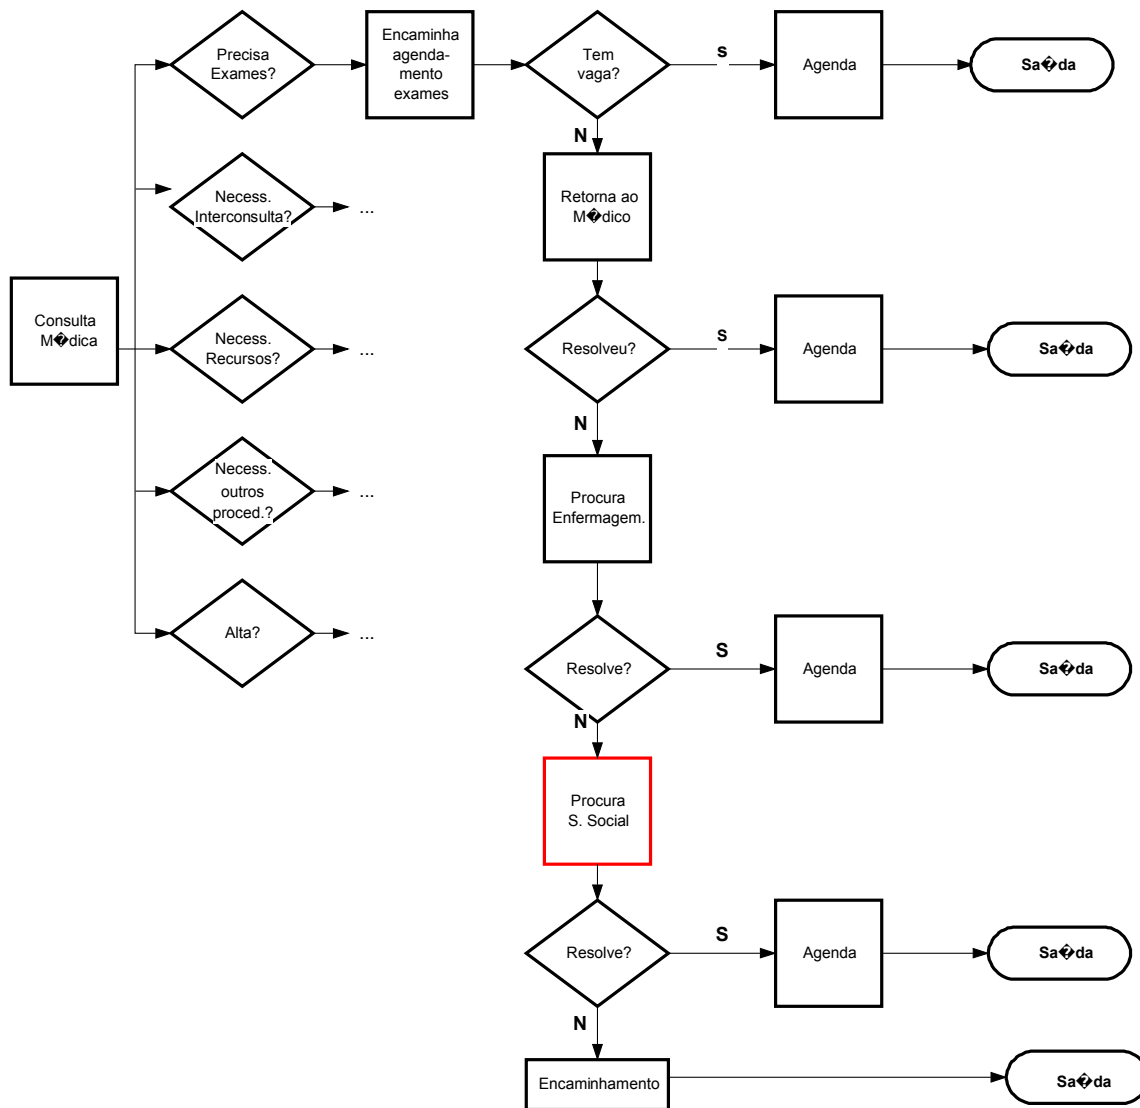 Precisa
Exames?
Encaminha
agenda-
mento
exames
Tem
vaga?
s
Agenda
Sa�da
N
Necess.
Interconsulta?
...
Retorna ao
M�dico
Consulta
M�dica
Necess.
Recursos?
...
Resolveu?
s
Agenda
Sa�da
N
Necess.
outros
proced.?
...
Procura
Enfermagem.
Alta?
...
Resolve?
S
Agenda
Sa�da
N
Procura
S. Social
Resolve?
S
Agenda
Sa�da
N
Encaminhamento
Sa�da